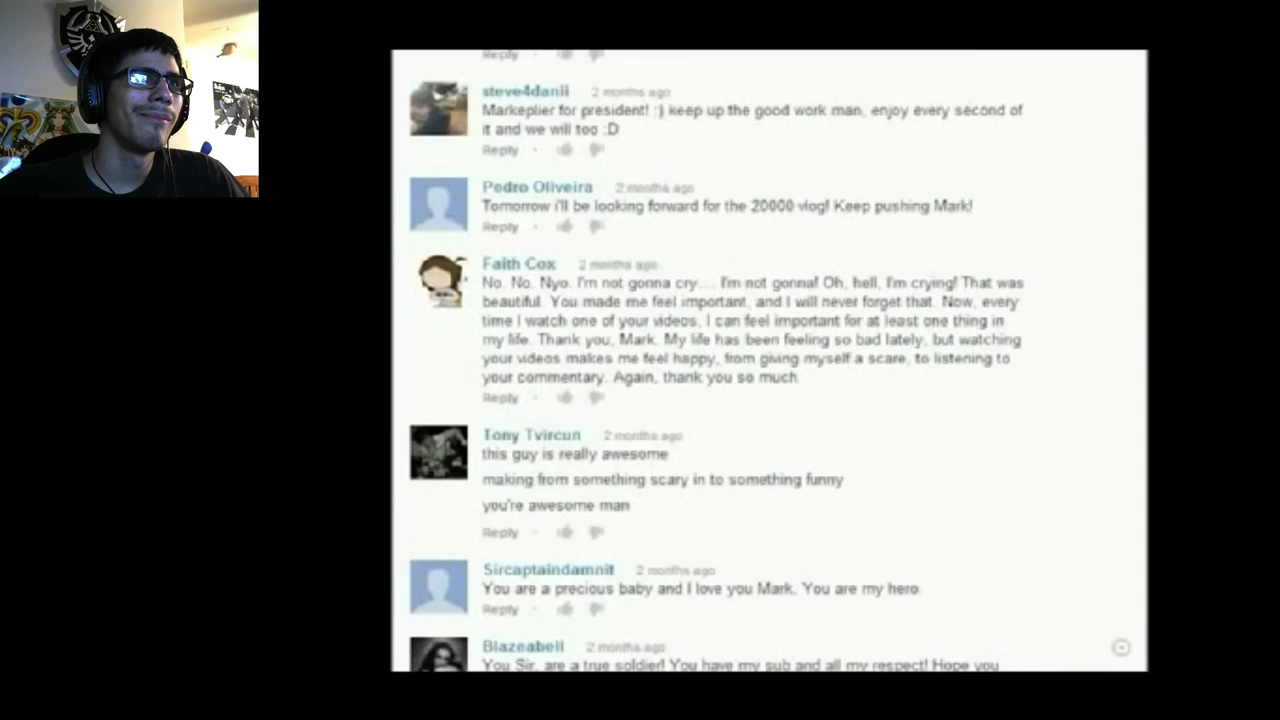 Reply
steve4danii 2 months ago
Markeplier for president! :) keep up the good work man, enjoy every second of
it and we will too :D
Reply
Pedro Oliveira 2 months ago
Tomorrow i'll be looking forward for the 20000 vlog! Keep pushing Mark!
Reply
Faith Cox 2 months ago
No. No. Nyo. I'm not gonna cry.... I'm not gonna! Oh, hell, I'm crying! That was
beautiful. You made me feel important, and I will never forget that. Now, every
time I watch one of your videos, I can feel important for at least one thing in
my life. Thank you, Mark. My life has been feeling so bad lately, but watching
your videos makes me feel happy, from giving myself a scare, to listening to
your commentary. Again, thank you so much.
Reply
Tony Tvircun 2 months ago
this guy is really awesome
making from something scary in to something funny
you're awesome man
Reply
Sircaptaindamnit 2 months ago
You are a precious baby and I love you Mark. You are my hero.
Reply
Blazeabell 2 months ago
You Sir, are a true soldier! You have my sub and all my respect! Hope you